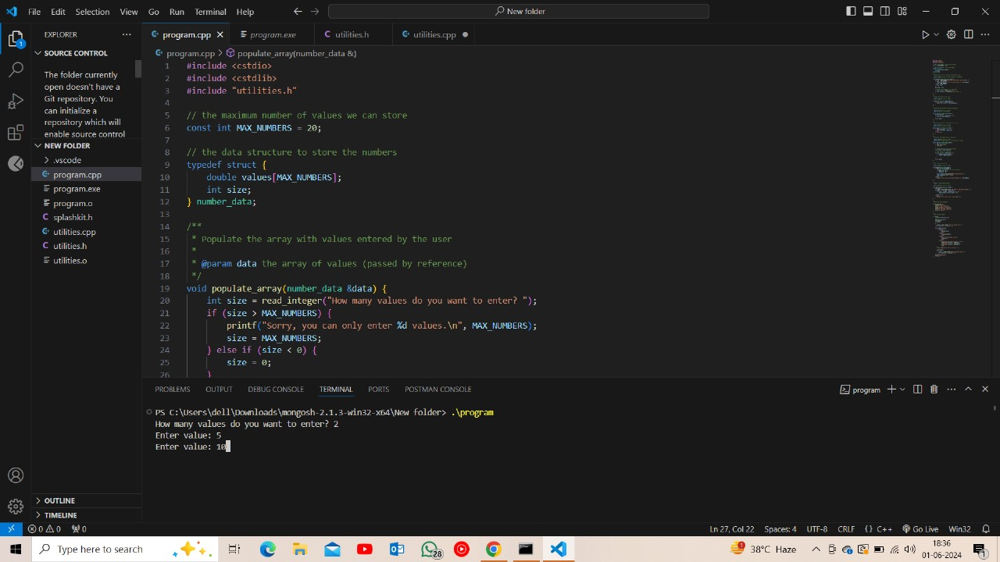 File Edit Selection View Go Run Terminal Help
New folder
EXPLORER
program.cpp
program.exe
utilities.h
utilities.cpp
SOURCE CONTROL
The folder currently
open doesn't have a
Git repository. You
can initialize a
repository which will
enable source control
NEW FOLDER
.vscode
program.cpp
program.exe
program.o
splashkit.h
utilities.cpp
utilities.h
utilities.o
OUTLINE
TIMELINE
program.cpp > populate_array(number_data &)
1 #include <cstdio>
2 #include <cstdlib>
3 #include "utilities.h"
4
5 // the maximum number of values we can store
6 const int MAX_NUMBERS = 20;
7
8 // the data structure to store the numbers
9 typedef struct {
10 double values[MAX_NUMBERS];
11 int size;
12 } number_data;
13
14 /**
15 * Populate the array with values entered by the user
16 *
17 * @param data the array of values (passed by reference)
18 */
19 void populate_array(number_data &data) {
20 int size = read_integer("How many values do you want to enter? ");
21 if (size > MAX_NUMBERS) {
22 printf("Sorry, you can only enter %d values.\n", MAX_NUMBERS);
23 size = MAX_NUMBERS;
24 } else if (size < 0) {
25 size = 0;
26 }
PROBLEMS OUTPUT DEBUG CONSOLE TERMINAL PORTS POSTMAN CONSOLE
program
PS C:\Users\dell\Downloads\mongosh-2.1.3-win32-x64\New folder> .\program
How many values do you want to enter? 2
Enter value: 5
Enter value: 10
0 0 0
Ln 27, Col 22 Spaces: 4 UTF-8 CRLF {} C++ Go Live Win32
Type here to search
28
1
38°C Haze
18:36
01-06-2024
1